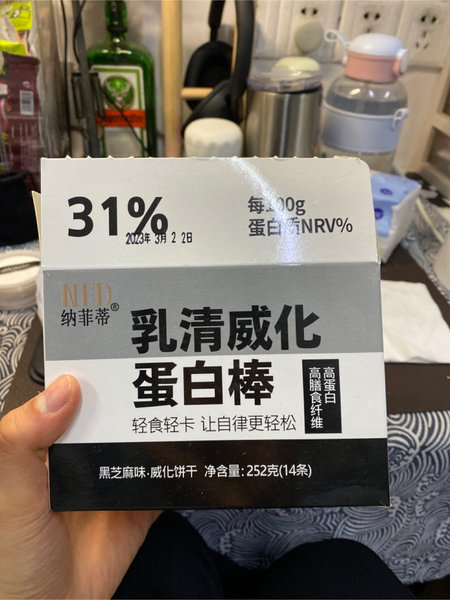 31%
每100g
蛋白质NRV%
2023年 3月 2 2日
NFD
纳菲蒂®
乳清威化
蛋白棒
高蛋白
高膳食纤维
轻食轻卡 让自律更轻松
黑芝麻味·威化饼干 净含量: 252克(14条)